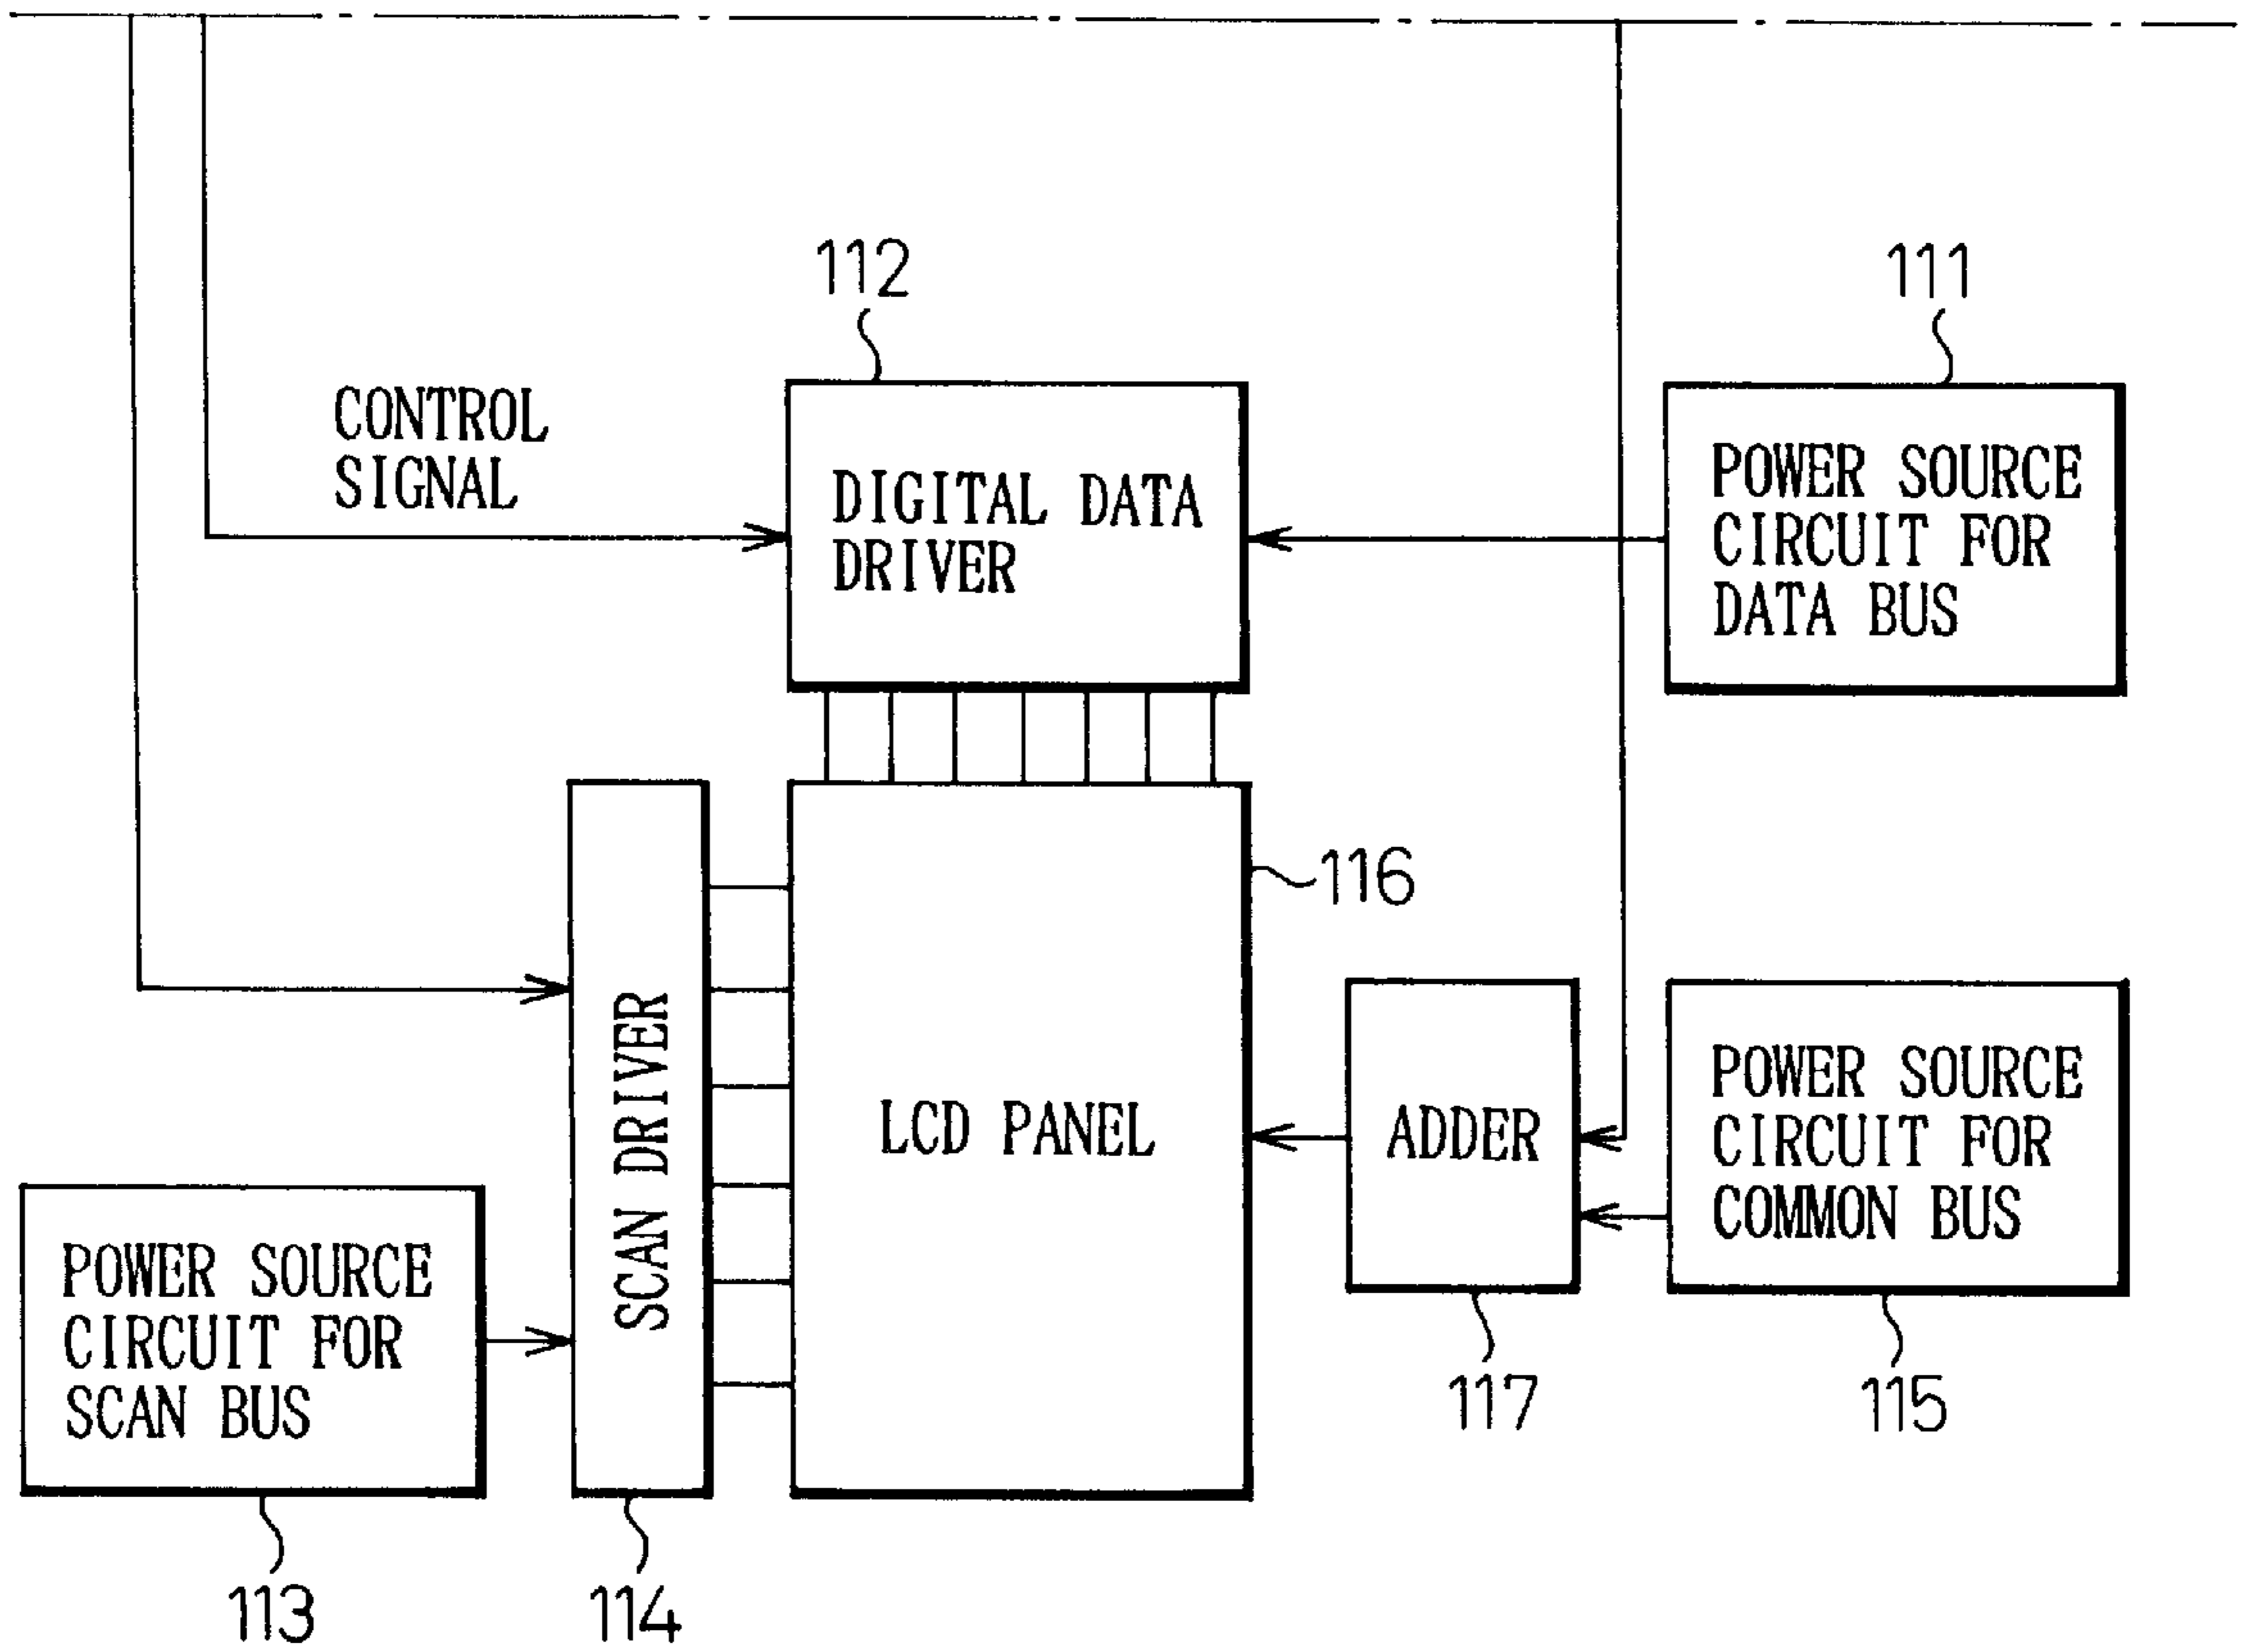 112
111
CONTROL
SIGNAL
DIGITAL DATA
DRIVER
POWER SOURCE
CIRCUIT FOR
DATA BUS
116
SCAN DRIVER
LCD PANEL
ADDER
POWER SOURCE
CIRCUIT FOR
COMMON BUS
POWER SOURCE
CIRCUIT FOR
SCAN BUS
117
115
113
114